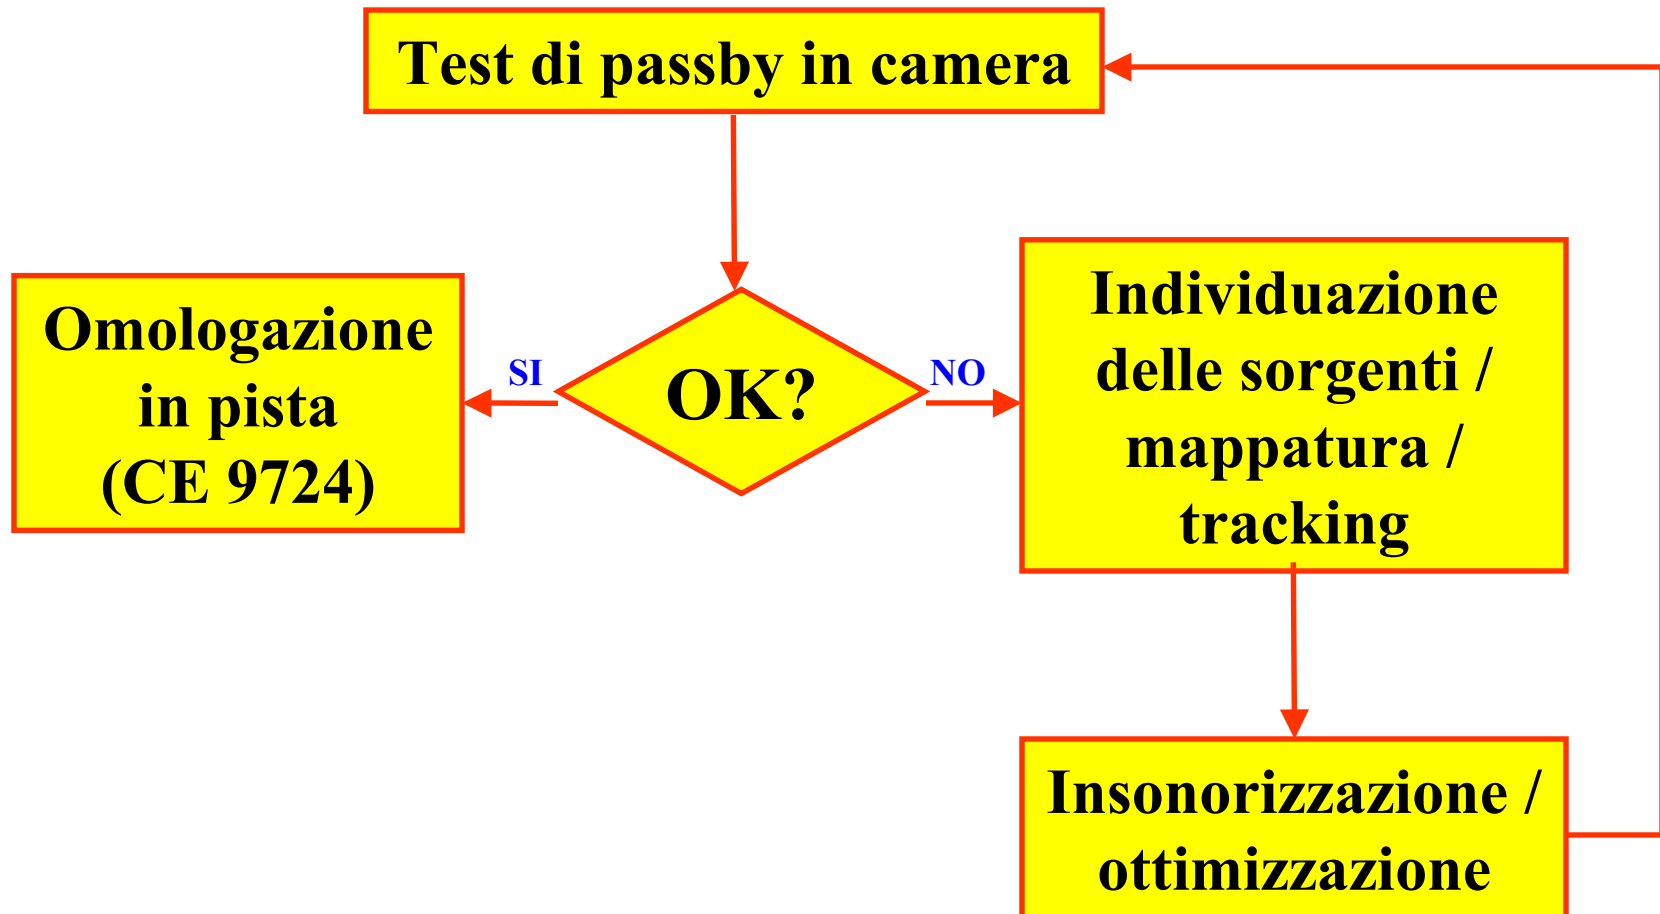 Test di passby in camera
Omologazione
in pista
(CE 9724)
SI
OK?
NO
Individuazione
delle sorgenti /
mappatura /
tracking
Insonorizzazione /
ottimizzazione